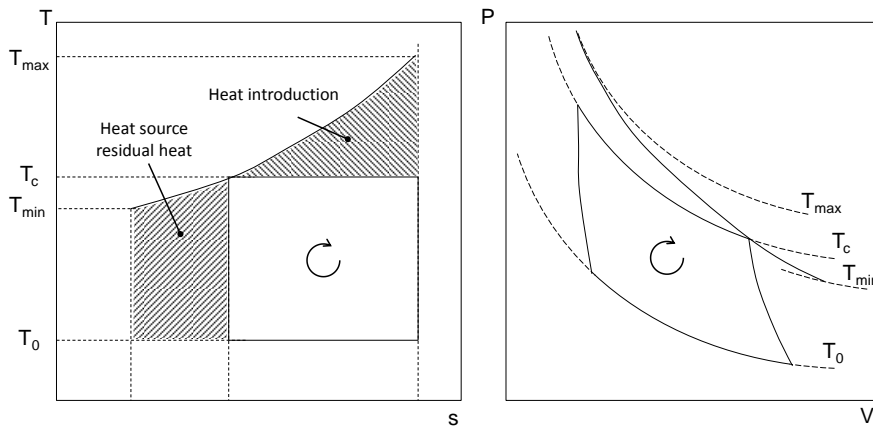 T
T_max
Heat introduction
Heat source
residual heat
T_c
T_min
T_0
s
P
T_max
T_c
T_min
T_0
V